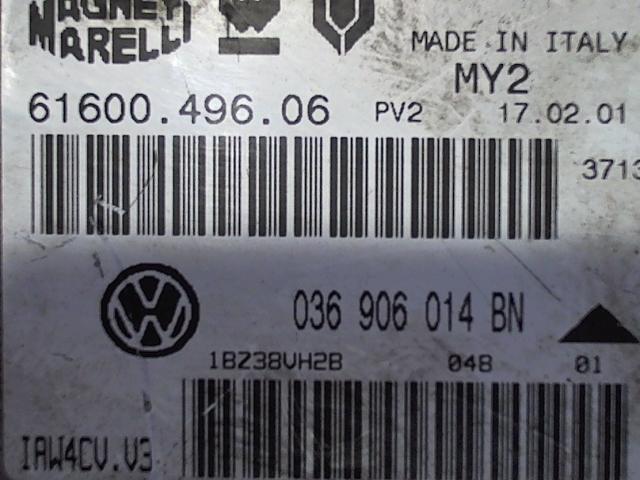 MAGNETI
MARELLI
MADE IN ITALY
MY2
61600.496.06 PV2 17.02.01
3713
036 906 014 BN
1BZ38VH2B 04B 01
IAW4CV.V3